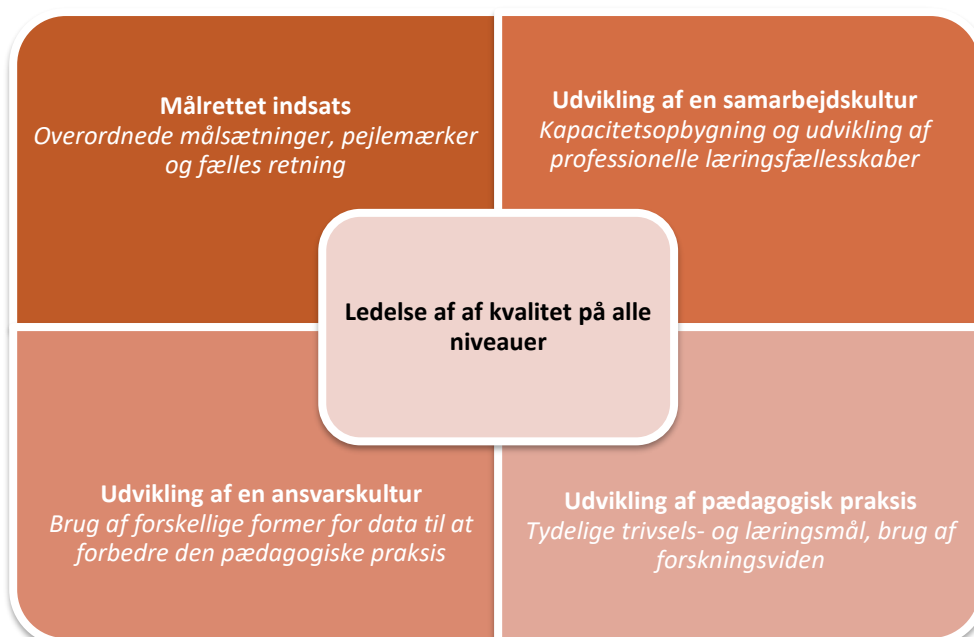 Målrettet indsats
Overordnede målsætninger, pejlemærker
og fælles retning
Udvikling af en samarbejdskultur
Kapacitetsopbygning og udvikling af
professionelle læringsfællesskaber
Ledelse af af kvalitet på alle
niveauer
Udvikling af en ansvarskultur
Brug af forskellige former for data til at
forbedre den pædagogiske praksis
Udvikling af pædagogisk praksis
Tydelige trivsels- og læringsmål, brug af
forskningsviden